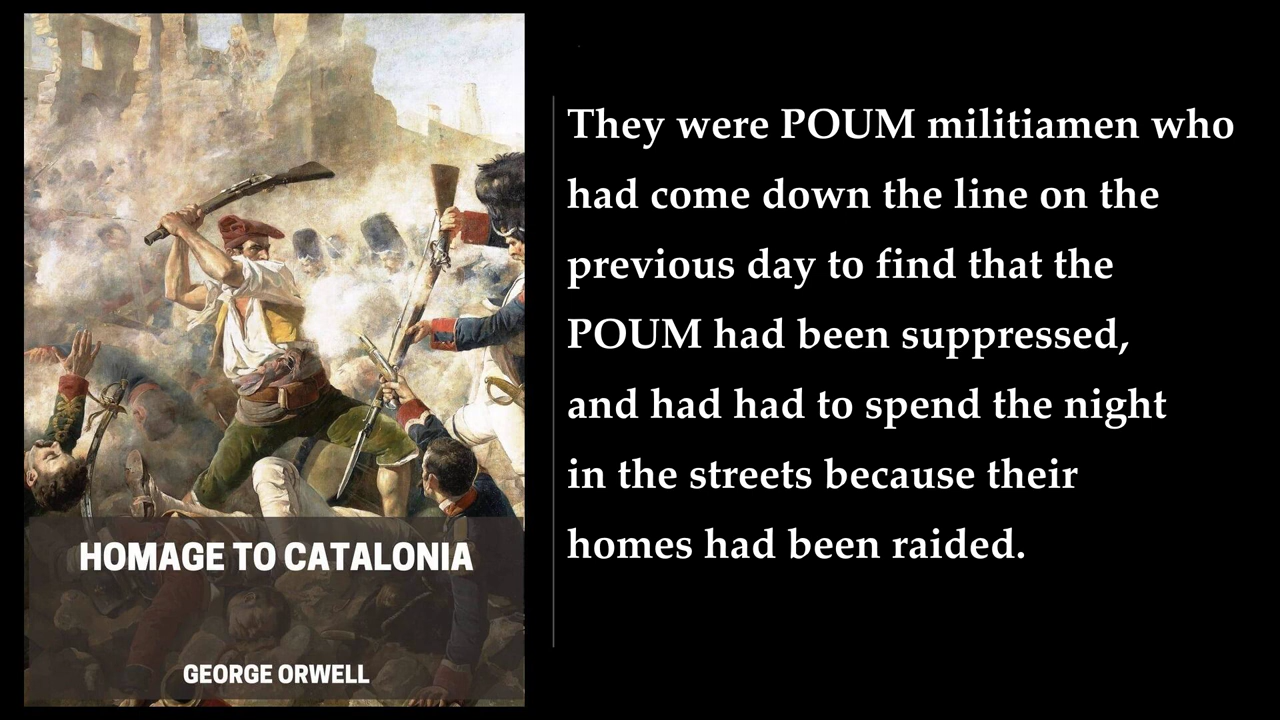 HOMAGE TO CATALONIA
GEORGE ORWELL
They were POUM militiamen who
had come down the line on the
previous day to find that the
POUM had been suppressed,
and had had to spend the night
in the streets because their
homes had been raided.